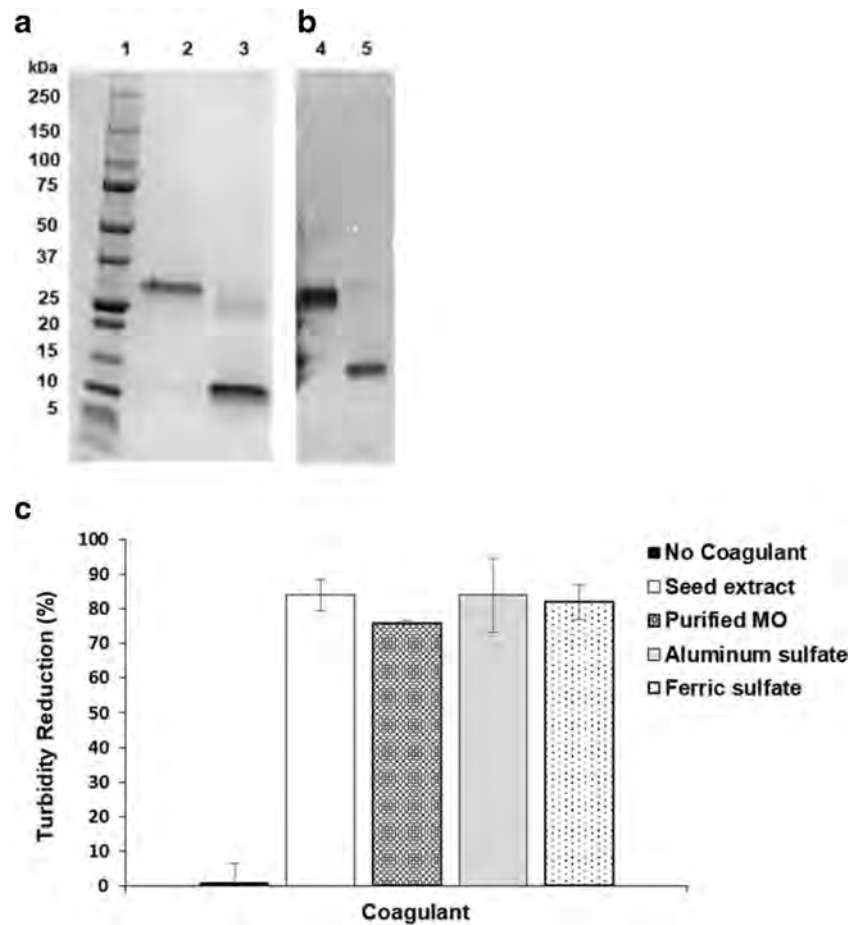 a
b
1 2 3
4 5
kDa
250
150
100
75
50
37
25
20
15
10
5
c
100
90
80
70
60
50
40
30
20
10
0
Turbidity Reduction (%)
Coagulant
No Coagulant
Seed extract
Purified MO
Aluminum sulfate
Ferric sulfate